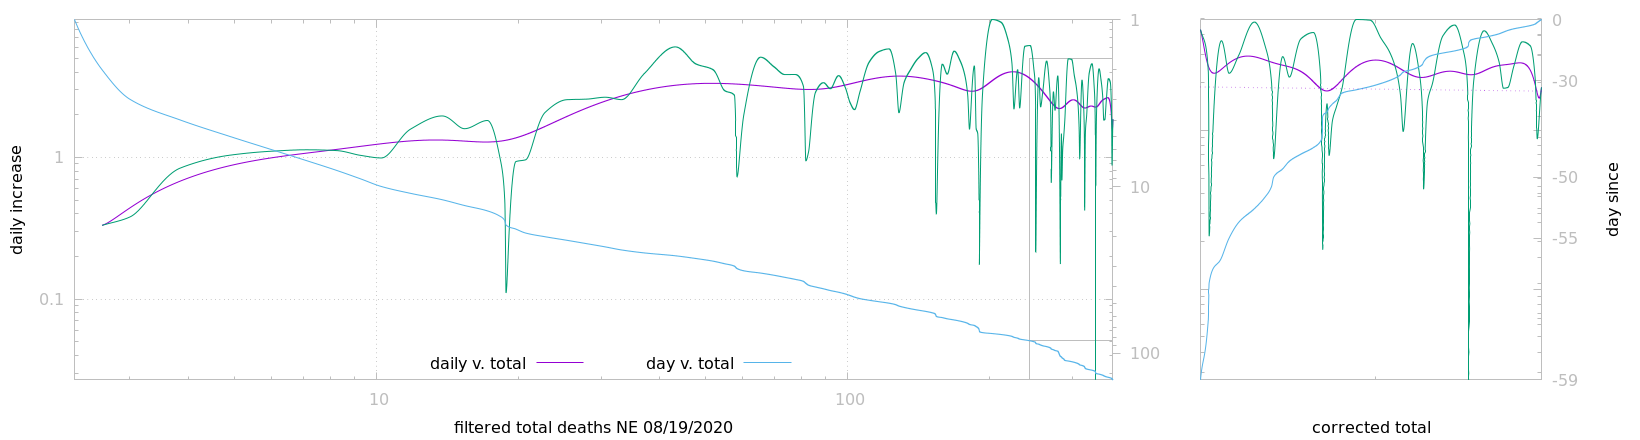 daily increase
1
0.1
10
100
daily v. total
day v. total
filtered total deaths NE 08/19/2020
1
10
100
0
-30
-50
-55
-59
day since
corrected total